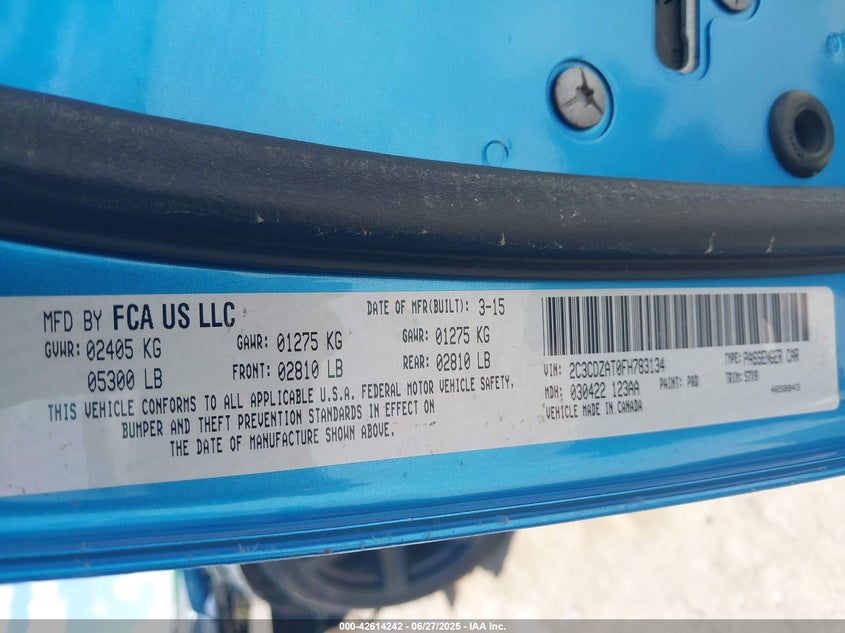 MFD BY FCA US LLC
DATE OF MFR(BUILT): 3-15
GVWR: 02405 KG
GAWR: 01275 KG
GAWR: 01275 KG
05300 LB
FRONT: 02810 LB
REAR: 02810 LB
THIS VEHICLE CONFORMS TO ALL APPLICABLE U.S.A. FEDERAL MOTOR VEHICLE SAFETY,
BUMPER AND THEFT PREVENTION STANDARDS IN EFFECT ON
THE DATE OF MANUFACTURE SHOWN ABOVE.
VIN: 2C3CDZAT0FH783134
TYPE: PASSENGER CAR
MDH: 030422 123AA
PAINT: PQD
TRIM: S7X9
VEHICLE MADE IN CANADA
000-42614242 - 06/27/2025 - IAA Inc.